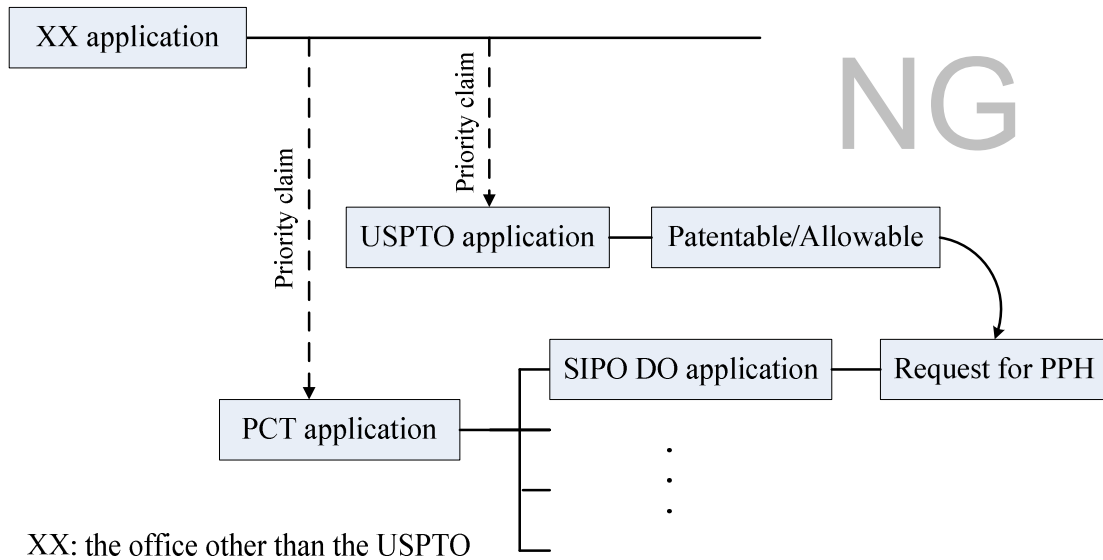 XX application
NG
Priority claim
Priority claim
USPTO application
Patentable/Allowable
SIPO DO application
Request for PPH
PCT application
XX: the office other than the USPTO